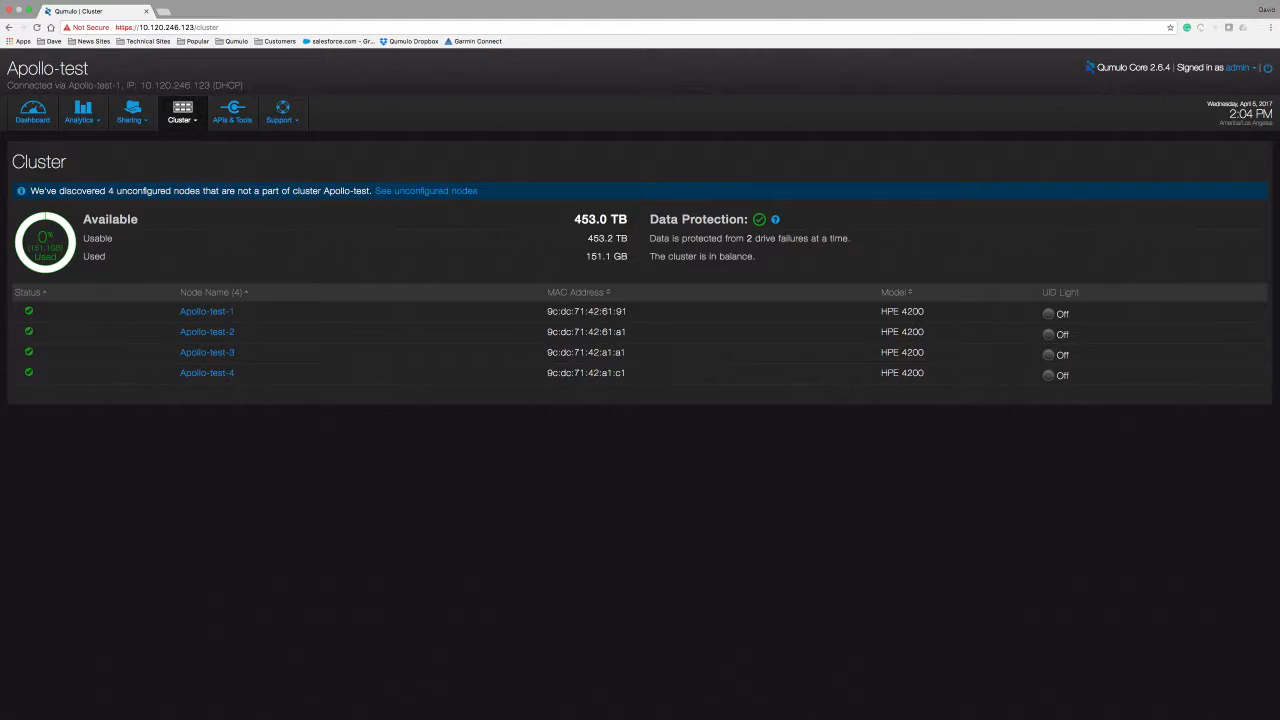 Qumulo | Cluster
David
Not Secure https://10.120.246.123/cluster
Apps Dave News Sites Technical Sites Popular Qumulo Customers salesforce.com - Gr... Qumulo Dropbox Garmin Connect
Apollo-test
Connected via Apollo-test-1, IP: 10.120.246.123 (DHCP)
Qumulo Core 2.6.4 | Signed in as admin
Dashboard Analytics Sharing Cluster APIs & Tools Support
Wednesday, April 5, 2017
2:04 PM
America/Los Angeles
Cluster
We've discovered 4 unconfigured nodes that are not a part of cluster Apollo-test. See unconfigured nodes
Available 453.0 TB
Usable 453.2 TB
Used 151.1 GB
0%
(151.1GB)
Used
Data Protection:
Data is protected from 2 drive failures at a time.
The cluster is in balance.
Status Node Name (4) MAC Address Model UID Light
Apollo-test-1 9c:dc:71:42:61:91 HPE 4200 Off
Apollo-test-2 9c:dc:71:42:61:a1 HPE 4200 Off
Apollo-test-3 9c:dc:71:42:a1:a1 HPE 4200 Off
Apollo-test-4 9c:dc:71:42:a1:c1 HPE 4200 Off